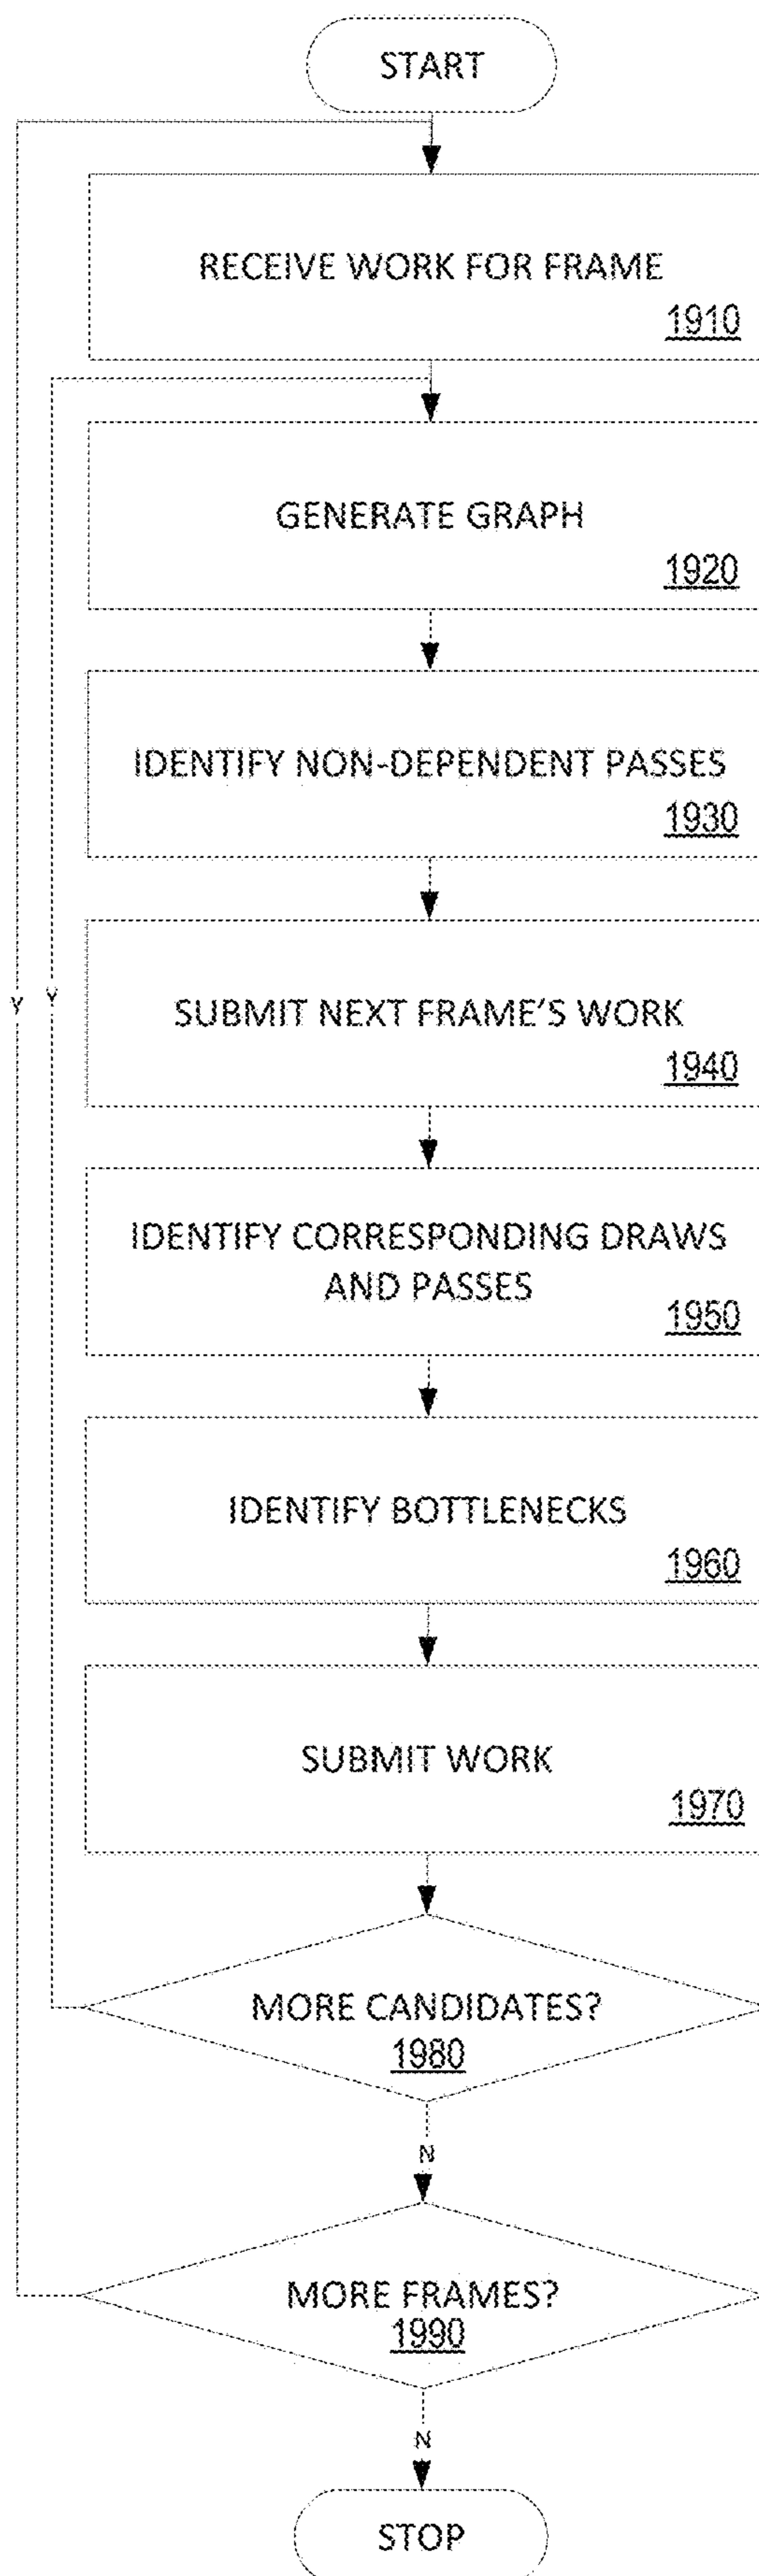 START
RECEIVE WORK FOR FRAME
1910
GENERATE GRAPH
1920
IDENTIFY NON-DEPENDENT PASSES
1930
Y Y
SUBMIT NEXT FRAME'S WORK
1940
IDENTIFY CORRESPONDING DRAWS
AND PASSES
1950
IDENTIFY BOTTLENECKS
1960
SUBMIT WORK
1970
MORE CANDIDATES?
1980
N
MORE FRAMES?
1990
N
STOP